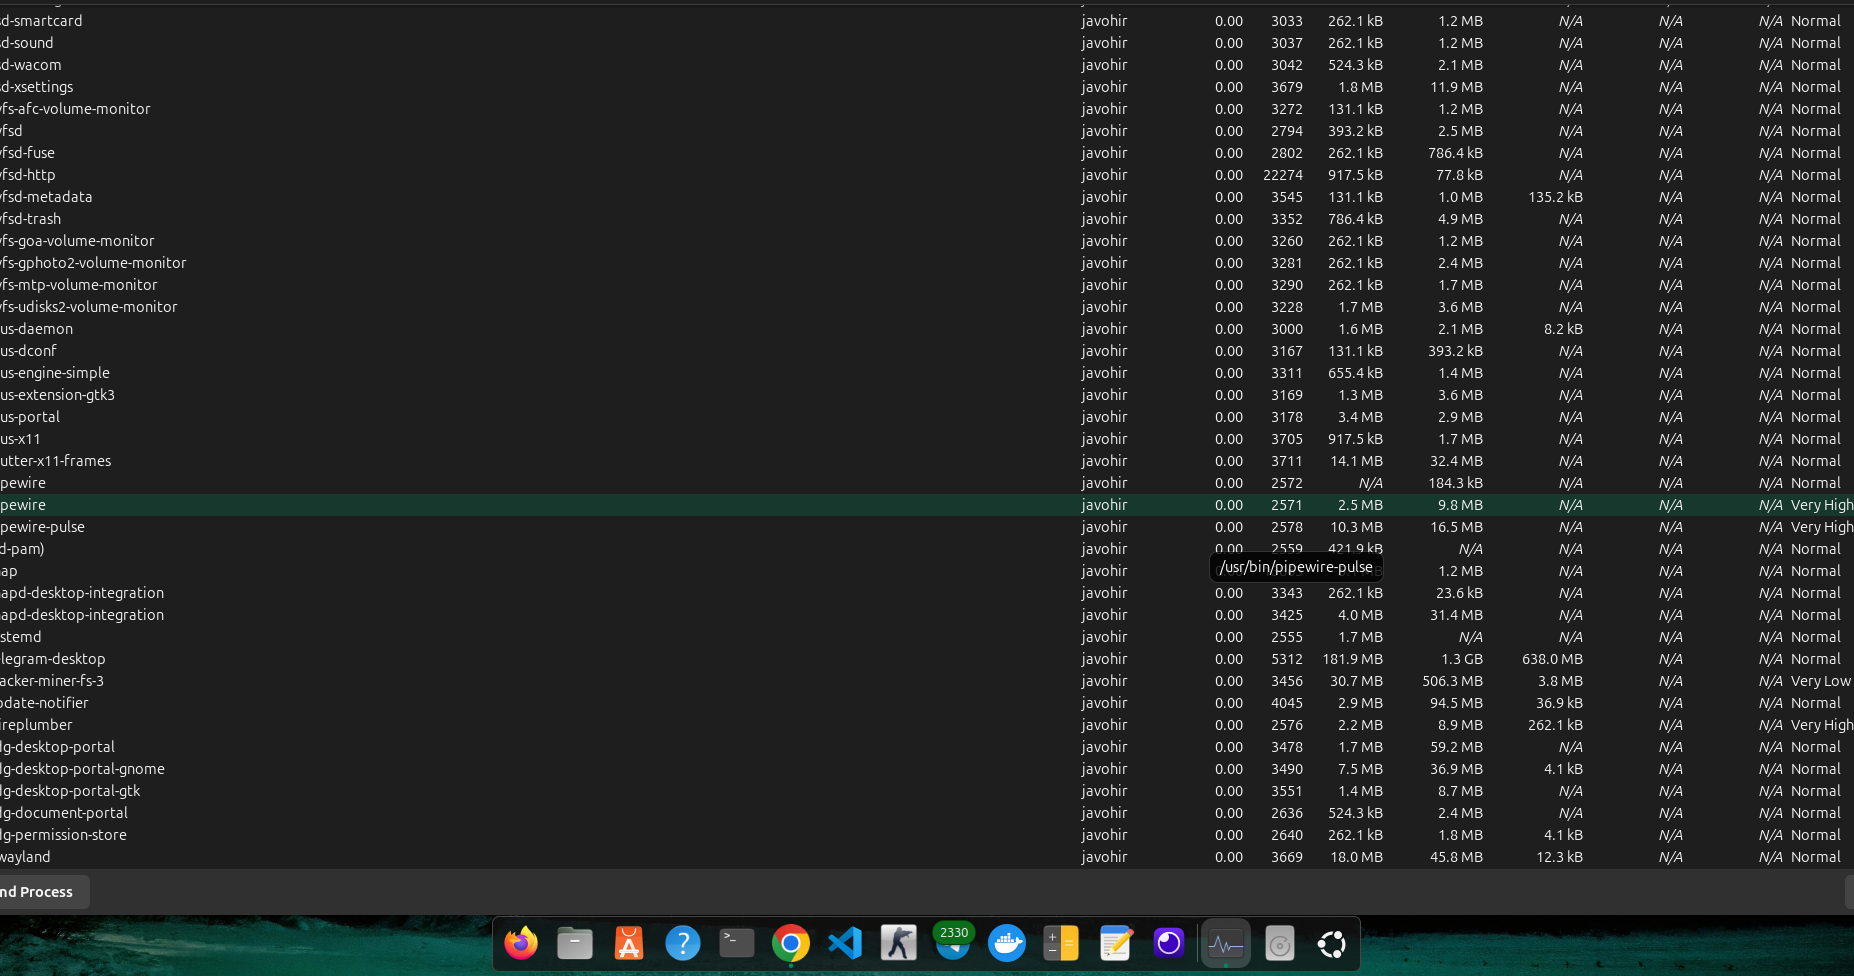 sd-smartcard javohir 0.00 3033 262.1 kB 1.2 MB N/A N/A N/A Normal
sd-sound javohir 0.00 3037 262.1 kB 1.2 MB N/A N/A N/A Normal
sd-wacom javohir 0.00 3042 524.3 kB 2.1 MB N/A N/A N/A Normal
sd-xsettings javohir 0.00 3679 1.8 MB 11.9 MB N/A N/A N/A Normal
vfs-afc-volume-monitor javohir 0.00 3272 131.1 kB 1.2 MB N/A N/A N/A Normal
vfsd javohir 0.00 2794 393.2 kB 2.5 MB N/A N/A N/A Normal
vfsd-fuse javohir 0.00 2802 262.1 kB 786.4 kB N/A N/A N/A Normal
vfsd-http javohir 0.00 22274 917.5 kB 77.8 kB N/A N/A N/A Normal
vfsd-metadata javohir 0.00 3545 131.1 kB 1.0 MB 135.2 kB N/A N/A Normal
vfsd-trash javohir 0.00 3352 786.4 kB 4.9 MB N/A N/A N/A Normal
vfs-goa-volume-monitor javohir 0.00 3260 262.1 kB 1.2 MB N/A N/A N/A Normal
vfs-gphoto2-volume-monitor javohir 0.00 3281 262.1 kB 2.4 MB N/A N/A N/A Normal
vfs-mtp-volume-monitor javohir 0.00 3290 262.1 kB 1.7 MB N/A N/A N/A Normal
vfs-udisks2-volume-monitor javohir 0.00 3228 1.7 MB 3.6 MB N/A N/A N/A Normal
us-daemon javohir 0.00 3000 1.6 MB 2.1 MB 8.2 kB N/A N/A Normal
us-dconf javohir 0.00 3167 131.1 kB 393.2 kB N/A N/A N/A Normal
us-engine-simple javohir 0.00 3311 655.4 kB 1.4 MB N/A N/A N/A Normal
us-extension-gtk3 javohir 0.00 3169 1.3 MB 3.6 MB N/A N/A N/A Normal
us-portal javohir 0.00 3178 3.4 MB 2.9 MB N/A N/A N/A Normal
us-x11 javohir 0.00 3705 917.5 kB 1.7 MB N/A N/A N/A Normal
utter-x11-frames javohir 0.00 3711 14.1 MB 32.4 MB N/A N/A N/A Normal
pewire javohir 0.00 2572 N/A 184.3 kB N/A N/A N/A Normal
pewire javohir 0.00 2571 2.5 MB 9.8 MB N/A N/A N/A Very High
pewire-pulse javohir 0.00 2578 10.3 MB 16.5 MB N/A N/A N/A Very High
d-pam) javohir 0.00 2559 421.9 kB N/A N/A N/A N/A Normal
ap javohir /usr/bin/pipewire-pulse 1.2 MB N/A N/A N/A Normal
apd-desktop-integration javohir 0.00 3343 262.1 kB 23.6 kB N/A N/A N/A Normal
apd-desktop-integration javohir 0.00 3425 4.0 MB 31.4 MB N/A N/A N/A Normal
stemd javohir 0.00 2555 1.7 MB N/A N/A N/A N/A Normal
elegram-desktop javohir 0.00 5312 181.9 MB 1.3 GB 638.0 MB N/A N/A Normal
acker-miner-fs-3 javohir 0.00 3456 30.7 MB 506.3 MB 3.8 MB N/A N/A Very Low
pdate-notifier javohir 0.00 4045 2.9 MB 94.5 MB 36.9 kB N/A N/A Normal
ireplumber javohir 0.00 2576 2.2 MB 8.9 MB 262.1 kB N/A N/A Very High
dg-desktop-portal javohir 0.00 3478 1.7 MB 59.2 MB N/A N/A N/A Normal
dg-desktop-portal-gnome javohir 0.00 3490 7.5 MB 36.9 MB 4.1 kB N/A N/A Normal
dg-desktop-portal-gtk javohir 0.00 3551 1.4 MB 8.7 MB N/A N/A N/A Normal
dg-document-portal javohir 0.00 2636 524.3 kB 2.4 MB N/A N/A N/A Normal
dg-permission-store javohir 0.00 2640 262.1 kB 1.8 MB 4.1 kB N/A N/A Normal
wayland javohir 0.00 3669 18.0 MB 45.8 MB 12.3 kB N/A N/A Normal
nd Process
2330